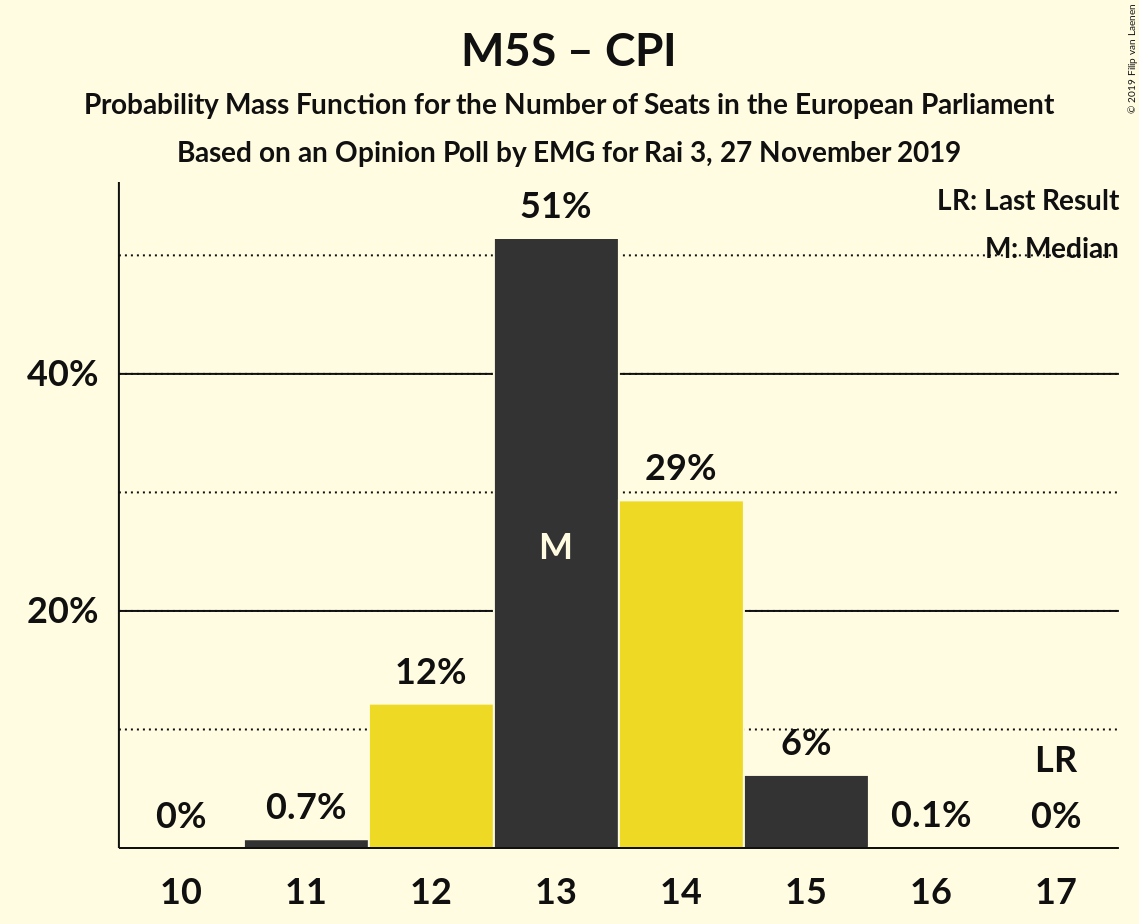 M5S – CPI
Probability Mass Function for the Number of Seats in the European Parliament
Based on an Opinion Poll by EMG for Rai 3, 27 November 2019
© 2019 Filip van Laenen
LR: Last Result
M: Median
51%
40%
29%
M
20%
12%
6%
LR
0%
0.7%
0.1%
0%
10 11 12 13 14 15 16 17